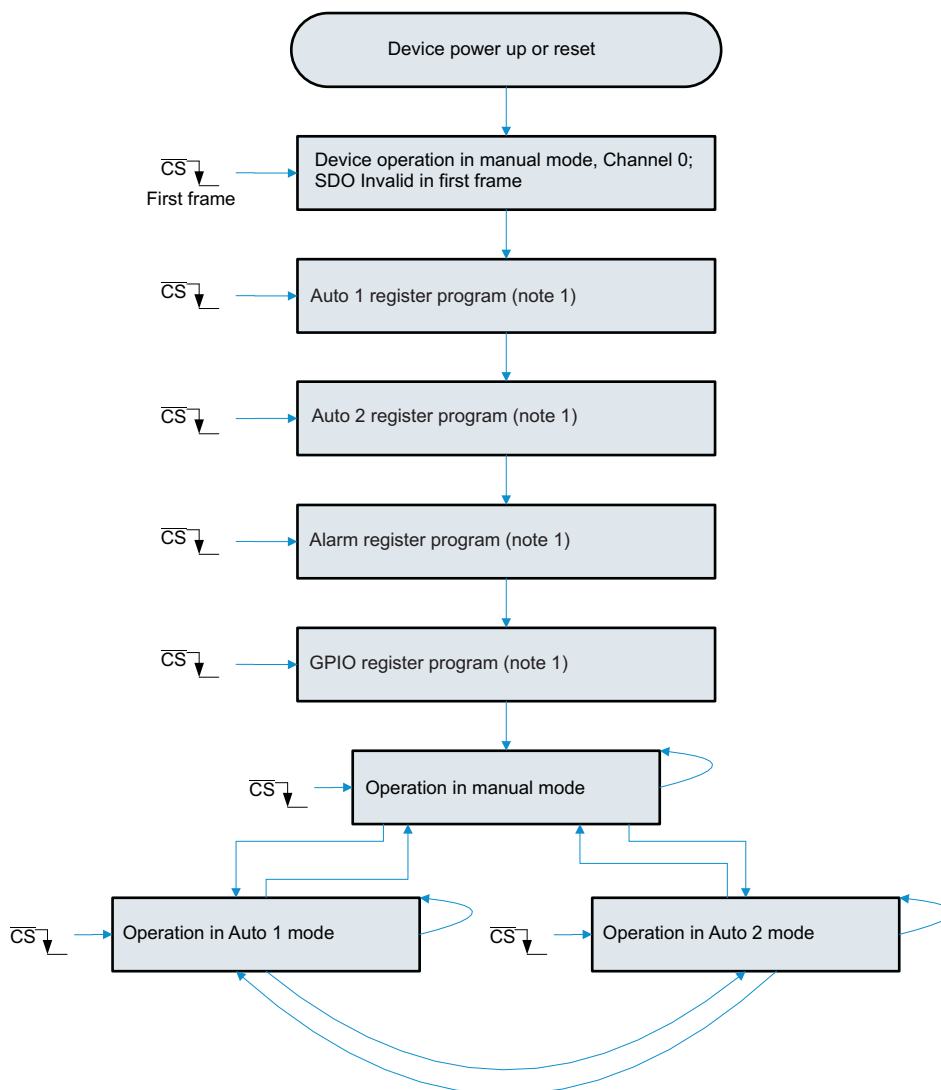 Device power up or reset
CS
First frame
Device operation in manual mode, Channel 0;
SDO Invalid in first frame
CS
Auto 1 register program (note 1)
CS
Auto 2 register program (note 1)
CS
Alarm register program (note 1)
CS
GPIO register program (note 1)
CS
Operation in manual mode
CS
Operation in Auto 1 mode
CS
Operation in Auto 2 mode